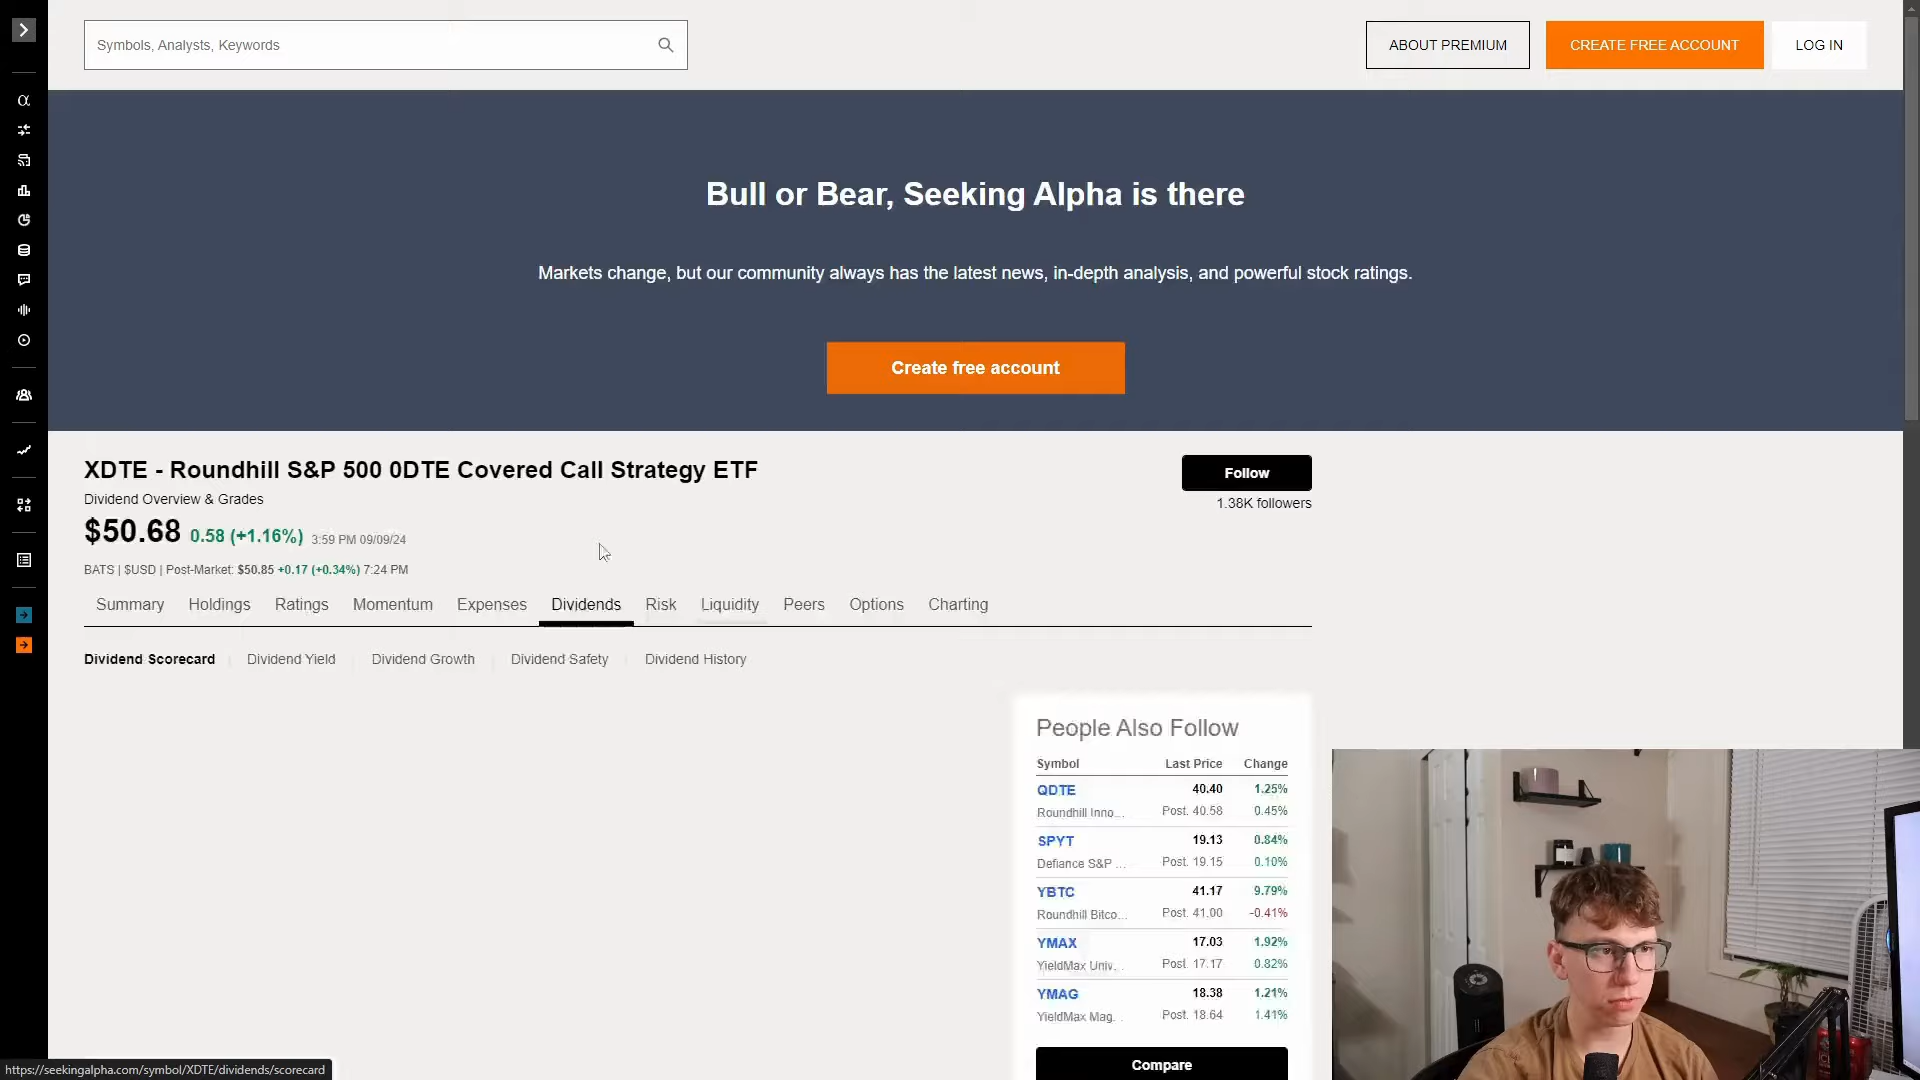 Symbols, Analysts, Keywords
ABOUT PREMIUM
CREATE FREE ACCOUNT
LOG IN
Bull or Bear, Seeking Alpha is there
Markets change, but our community always has the latest news, in-depth analysis, and powerful stock ratings.
Create free account
XDTE - Roundhill S&P 500 0DTE Covered Call Strategy ETF
Follow
Dividend Overview & Grades
1.38K followers
$50.68 0.58 (+1.16%) 3:59 PM 09/09/24
BATS | $USD | Post-Market: $50.85 +0.17 (+0.34%) 7:24 PM
Summary Holdings Ratings Momentum Expenses Dividends Risk Liquidity Peers Options Charting
Dividend Scorecard Dividend Yield Dividend Growth Dividend Safety Dividend History
People Also Follow
Symbol Last Price Change
QDTE 40.40 1.25%
Roundhill Inno... Post. 40.58 0.45%
SPYT 19.13 0.84%
Defiance S&P ... Post. 19.15 0.10%
YBTC 41.17 9.79%
Roundhill Bitco... Post. 41.00 -0.41%
YMAX 17.03 1.92%
YieldMax Univ... Post. 17.17 0.82%
YMAG 18.38 1.21%
YieldMax Mag... Post. 18.64 1.41%
Compare
https://seekingalpha.com/symbol/XDTE/dividends/scorecard